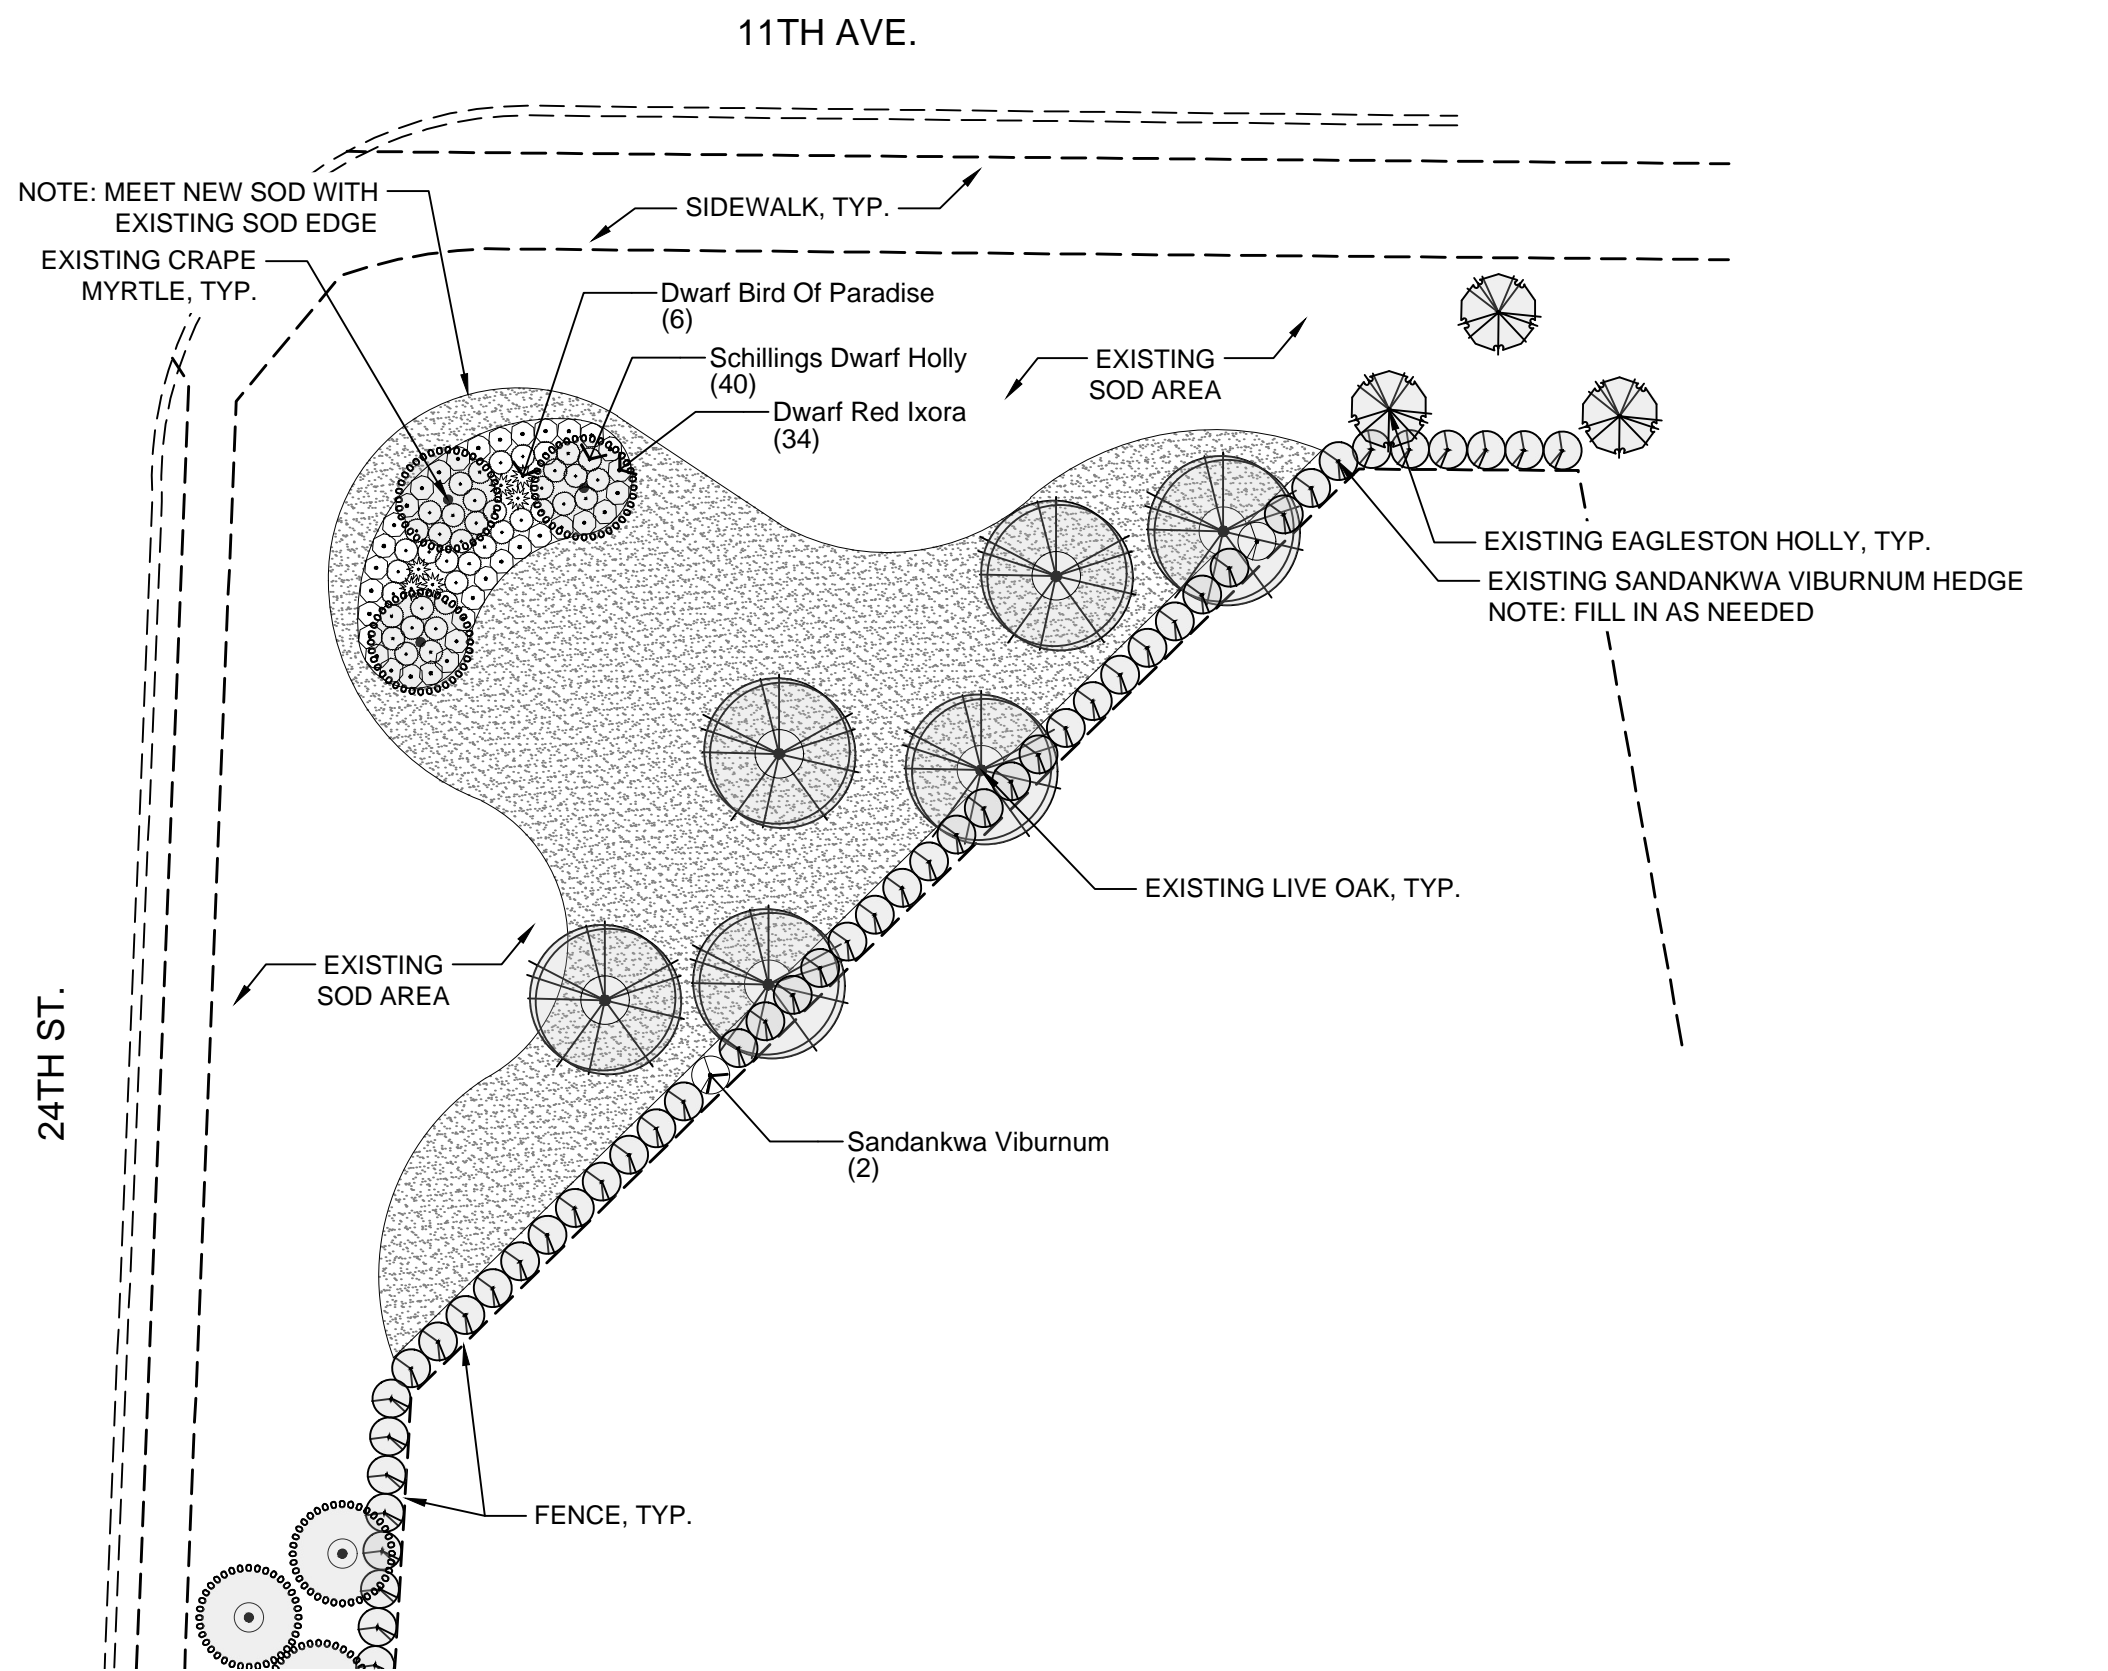 11TH AVE.
NOTE: MEET NEW SOD WITH
EXISTING SOD EDGE
SIDEWALK, TYP.
EXISTING CRAPE
MYRTLE, TYP.
Dwarf Bird Of Paradise
(6)
Schillings Dwarf Holly
(40)
EXISTING
SOD AREA
Dwarf Red Ixora
(34)
EXISTING EAGLESTON HOLLY, TYP.
EXISTING SANDANKWA VIBURNUM HEDGE
NOTE: FILL IN AS NEEDED
EXISTING LIVE OAK, TYP.
EXISTING
SOD AREA
24TH ST.
Sandankwa Viburnum
(2)
FENCE, TYP.